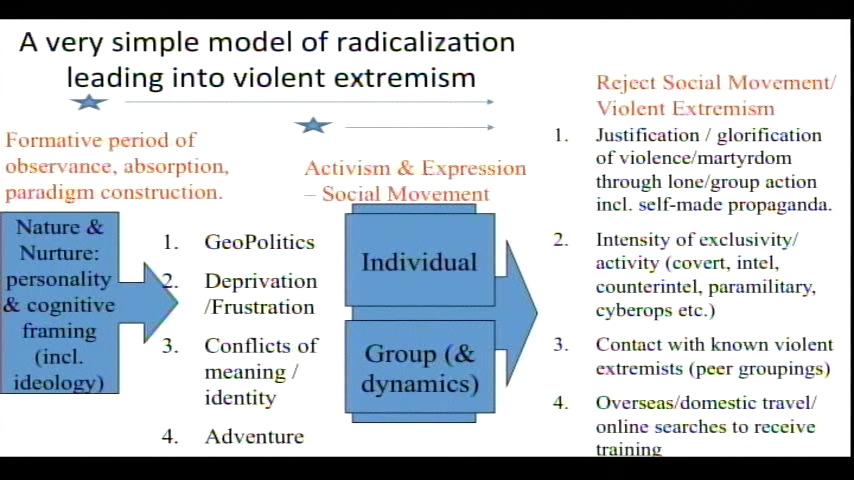 A very simple model of radicalization
leading into violent extremism
Formative period of
observance, absorption,
paradigm construction.
Nature &
Nurture:
personality
& cognitive
framing
(incl.
ideology)
1. GeoPolitics
2. Deprivation
/Frustration
3. Conflicts of
meaning /
identity
4. Adventure
Activism & Expression
– Social Movement
Individual
Group (&
dynamics)
Reject Social Movement/
Violent Extremism
1. Justification / glorification
of violence/martyrdom
through lone/group action
incl. self-made propaganda.
2. Intensity of exclusivity/
activity (covert, intel,
counterintel, paramilitary,
cyberops etc.)
3. Contact with known violent
extremists (peer groupings)
4. Overseas/domestic travel/
online searches to receive
training